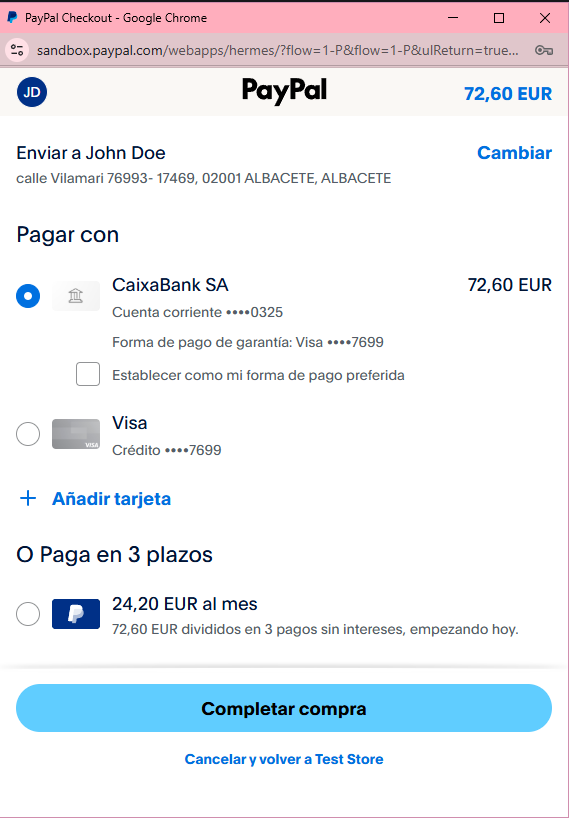 PayPal Checkout - Google Chrome
sandbox.paypal.com/webapps/hermes/?flow=1-P&flow=1-P&ulReturn=true...
JD
PayPal
72,60 EUR
Enviar a John Doe
Cambiar
calle Vilamari 76993- 17469, 02001 ALBACETE, ALBACETE
Pagar con
CaixaBank SA
72,60 EUR
Cuenta corriente ••••0325
Forma de pago de garantía: Visa ••••7699
Establecer como mi forma de pago preferida
Visa
VISA
Crédito ••••7699
+ Añadir tarjeta
O Paga en 3 plazos
24,20 EUR al mes
72,60 EUR divididos en 3 pagos sin intereses, empezando hoy.
Completar compra
Cancelar y volver a Test Store